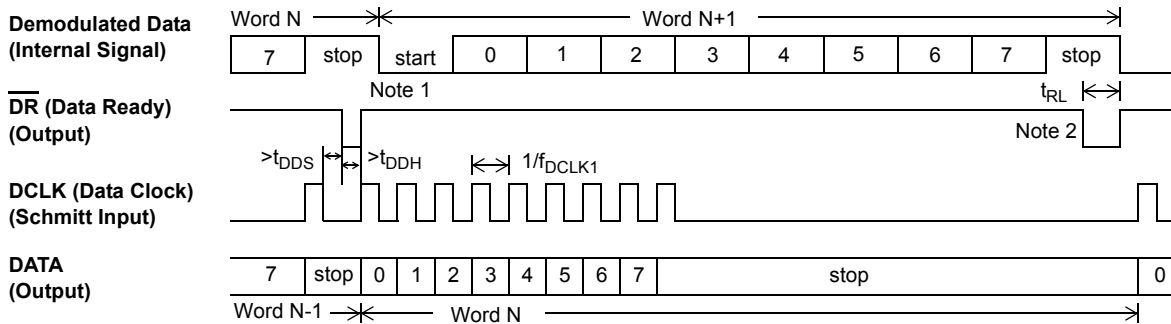 Demodulated Data
(Internal Signal)
Word N
Word N+1
7 stop start 0 1 2 3 4 5 6 7 stop
DR (Data Ready)
(Output)
Note 1
tRL
Note 2
>tDDS
>tDDH
1/fDCLK1
DCLK (Data Clock)
(Schmitt Input)
DATA
(Output)
7 stop 0 1 2 3 4 5 6 7 stop 0
Word N-1
Word N